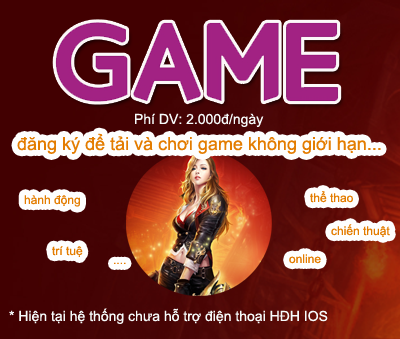 GAME
Phí DV: 2.000đ/ngày
đăng ký để tải và chơi game không giới hạn...
hành động
thể thao
chiến thuật
trí tuệ
....
online
* Hiện tại hệ thống chưa hỗ trợ điện thoại HĐH IOS